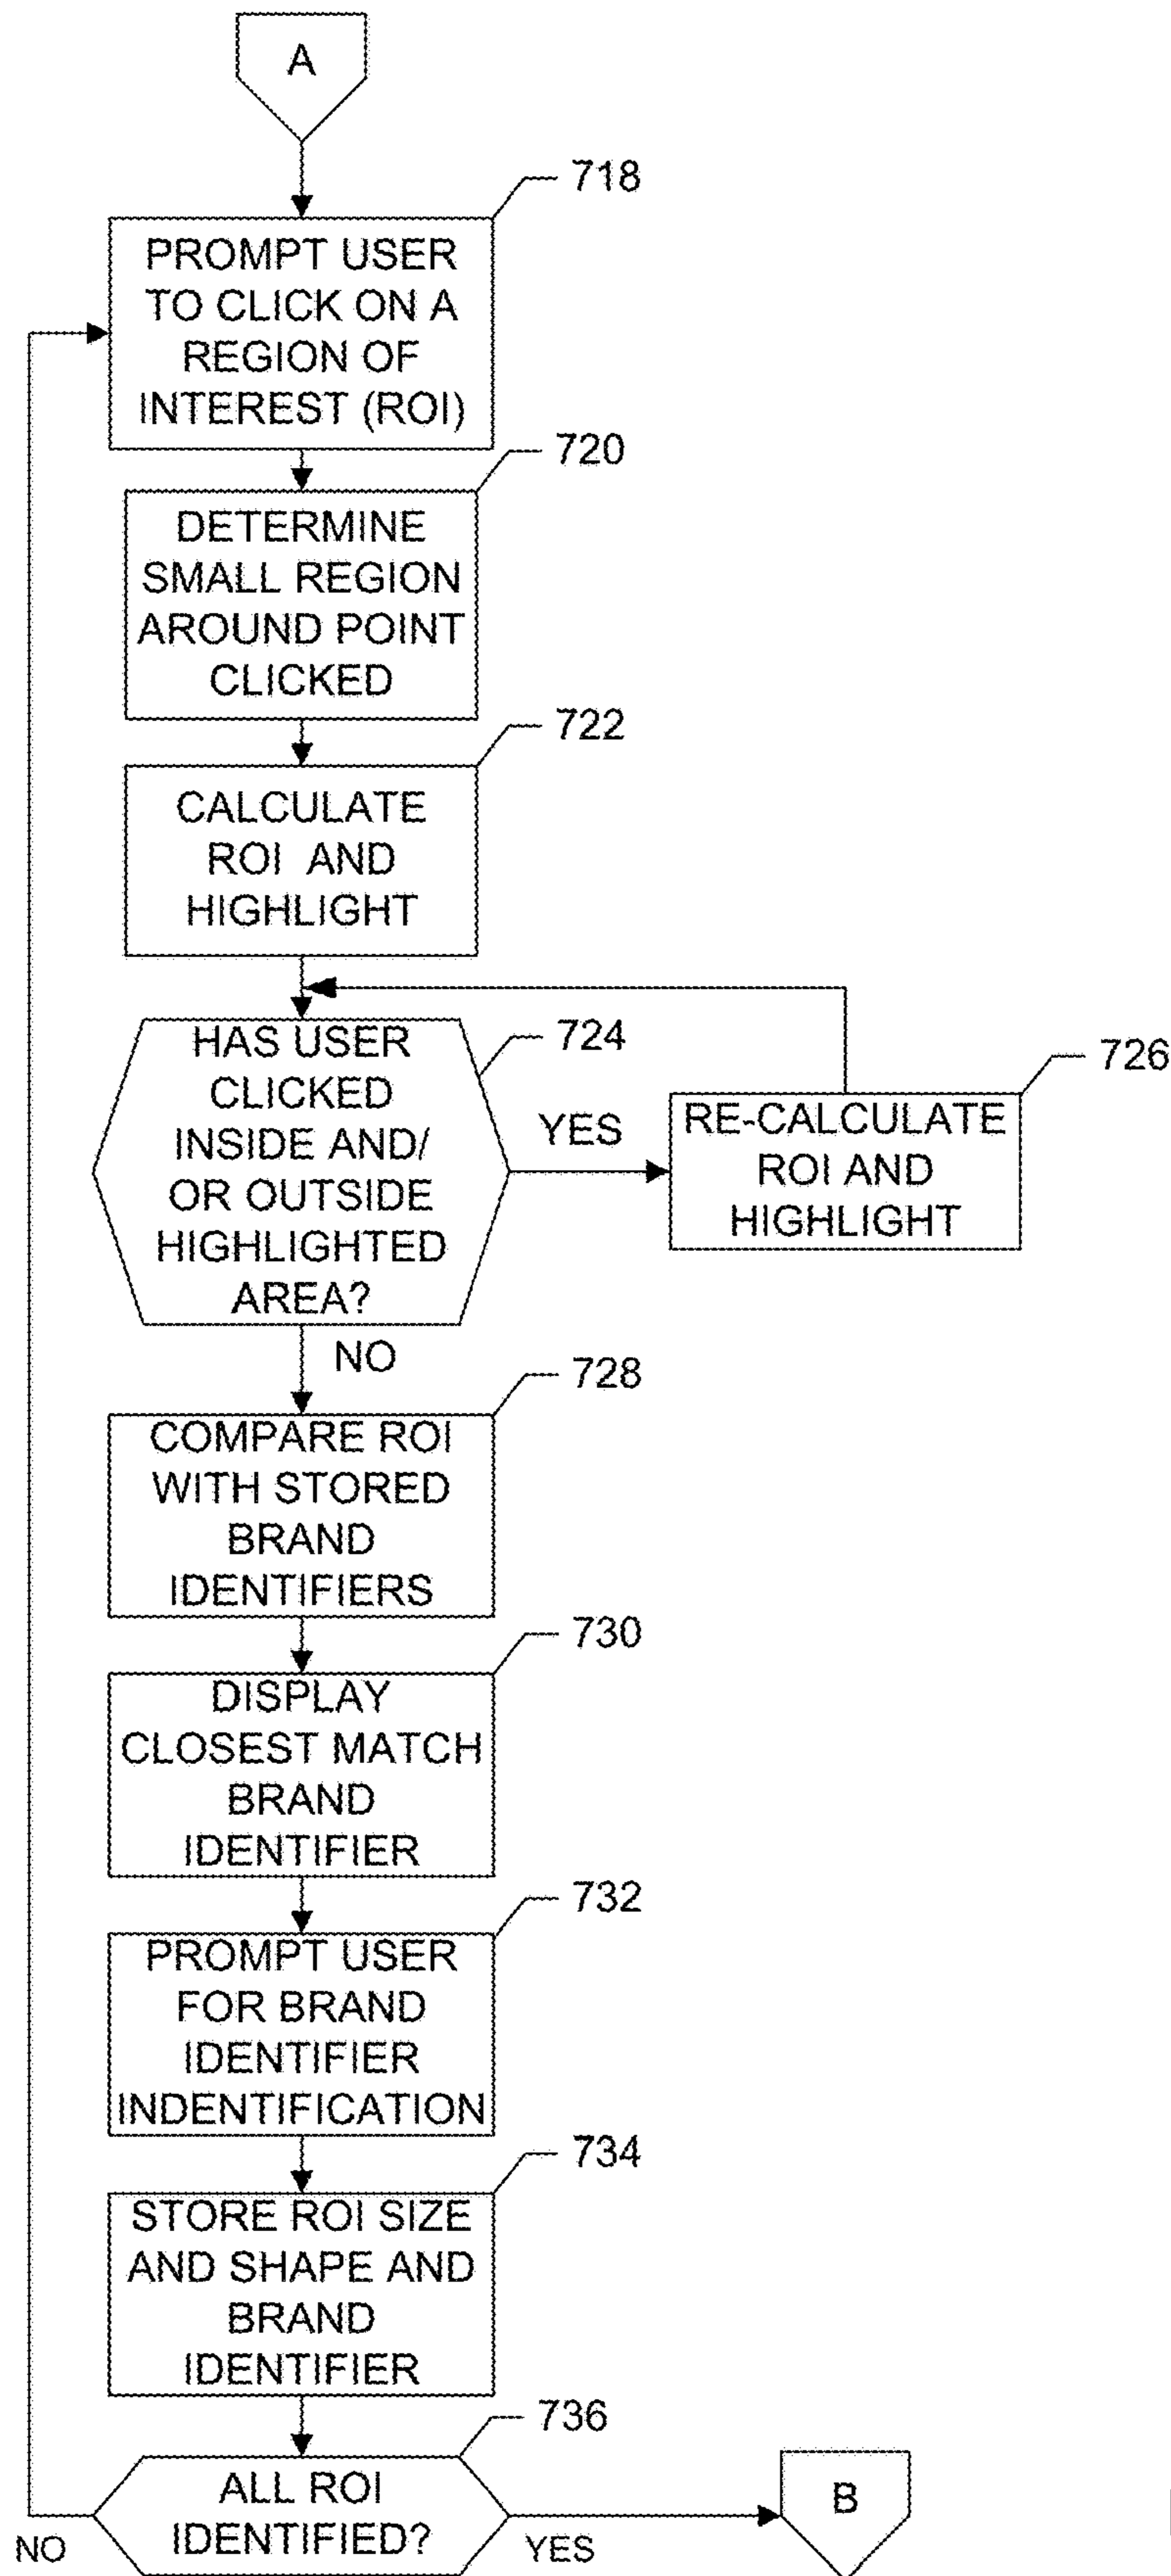 A
718
PROMPT USER
TO CLICK ON A
REGION OF
INTEREST (ROI)
720
DETERMINE
SMALL REGION
AROUND POINT
CLICKED
722
CALCULATE
ROI AND
HIGHLIGHT
724
HAS USER
CLICKED
INSIDE AND/
OR OUTSIDE
HIGHLIGHTED
AREA?
YES
726
RE-CALCULATE
ROI AND
HIGHLIGHT
NO
728
COMPARE ROI
WITH STORED
BRAND
IDENTIFIERS
730
DISPLAY
CLOSEST MATCH
BRAND
IDENTIFIER
732
PROMPT USER
FOR BRAND
IDENTIFIER
INDENTIFICATION
734
STORE ROI SIZE
AND SHAPE AND
BRAND
IDENTIFIER
736
ALL ROI
IDENTIFIED?
NO
YES
B